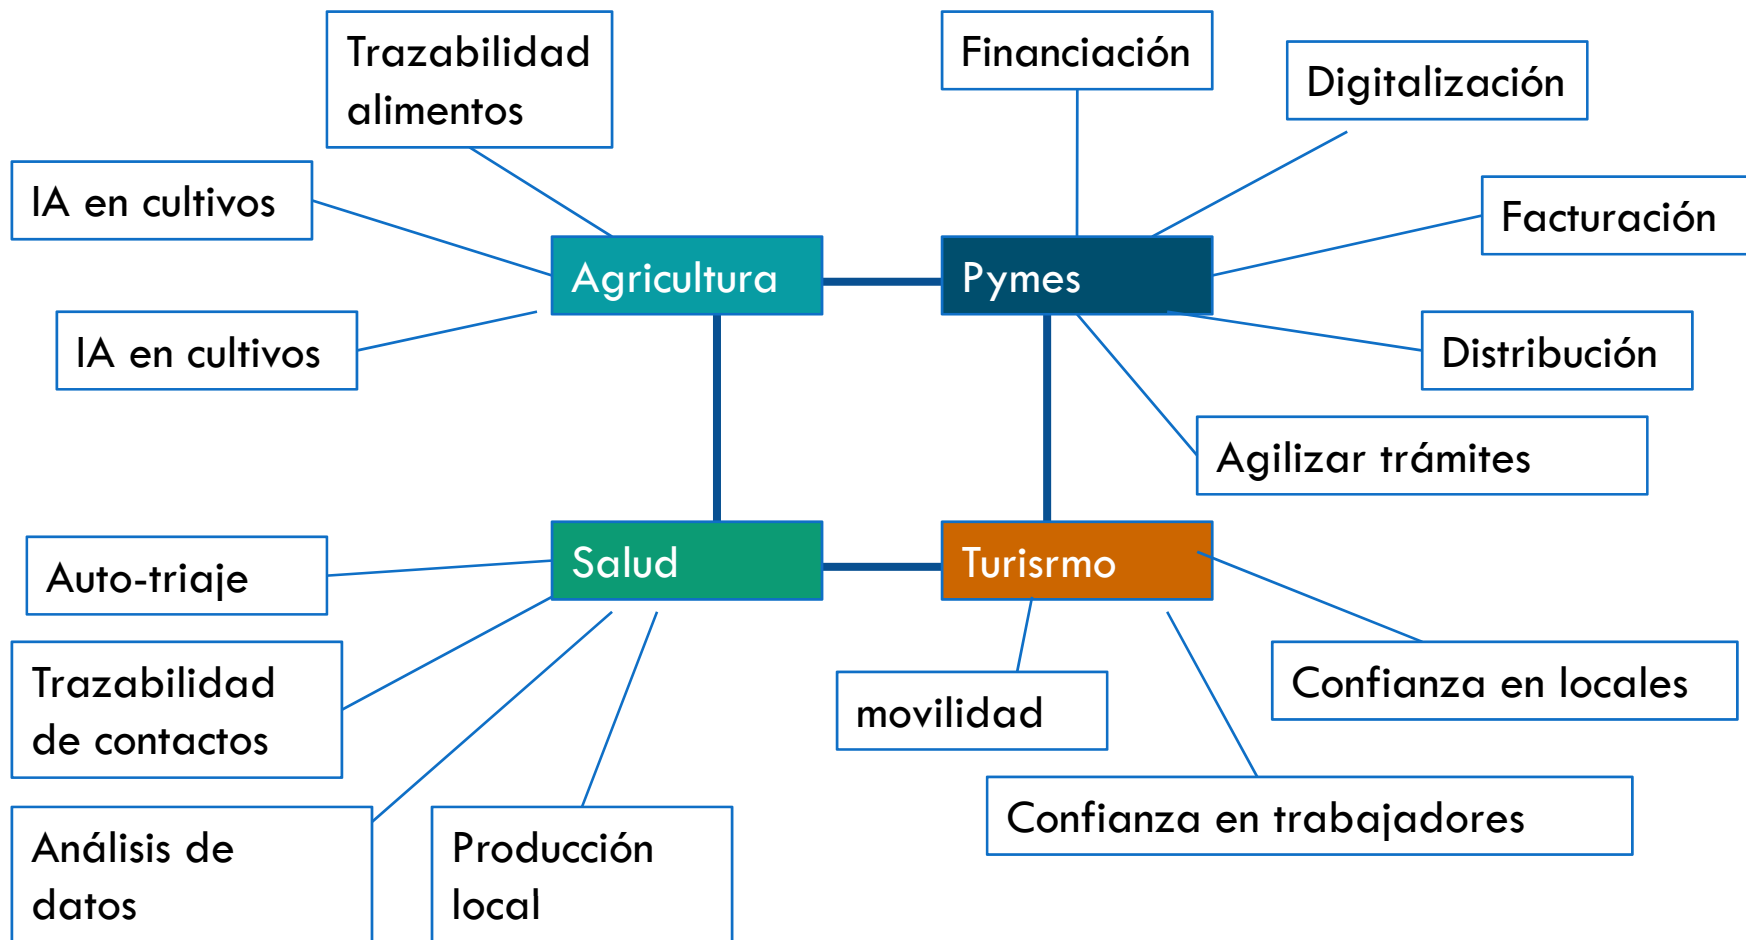 Trazabilidad
alimentos
Financiación
Digitalización
IA en cultivos
Facturación
Agricultura
Pymes
IA en cultivos
Distribución
Agilizar trámites
Auto-triaje
Salud
Turisrmo
Trazabilidad
de contactos
movilidad
Confianza en locales
Análisis de
datos
Producción
local
Confianza en trabajadores